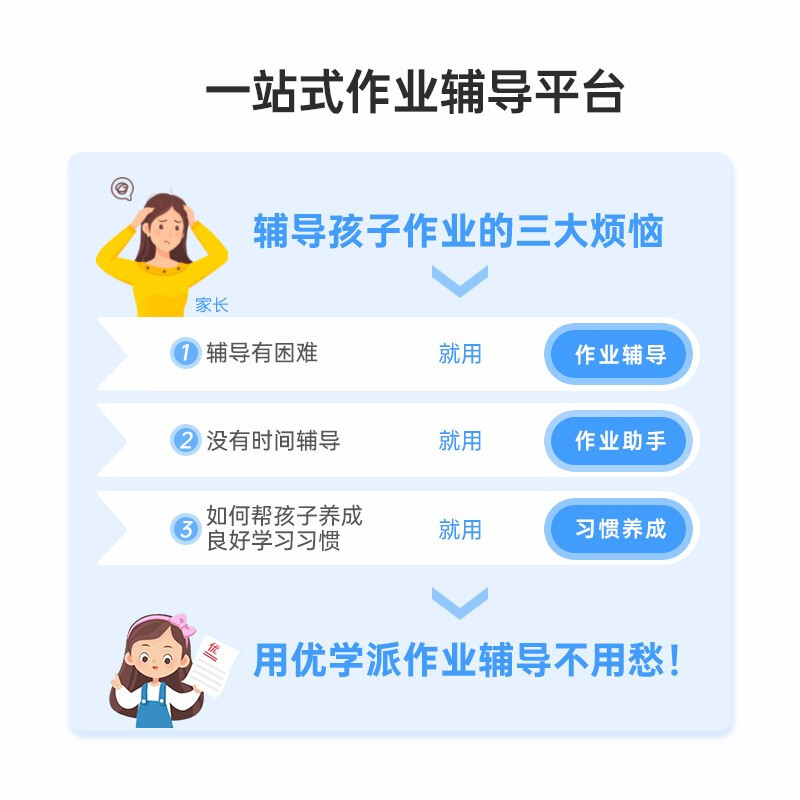 一站式作业辅导平台
辅导孩子作业的三大烦恼
家长
1 辅导有困难 就用 作业辅导
2 没有时间辅导 就用 作业助手
3 如何帮孩子养成
良好学习习惯 就用 习惯养成
优
用优学派作业辅导不用愁！